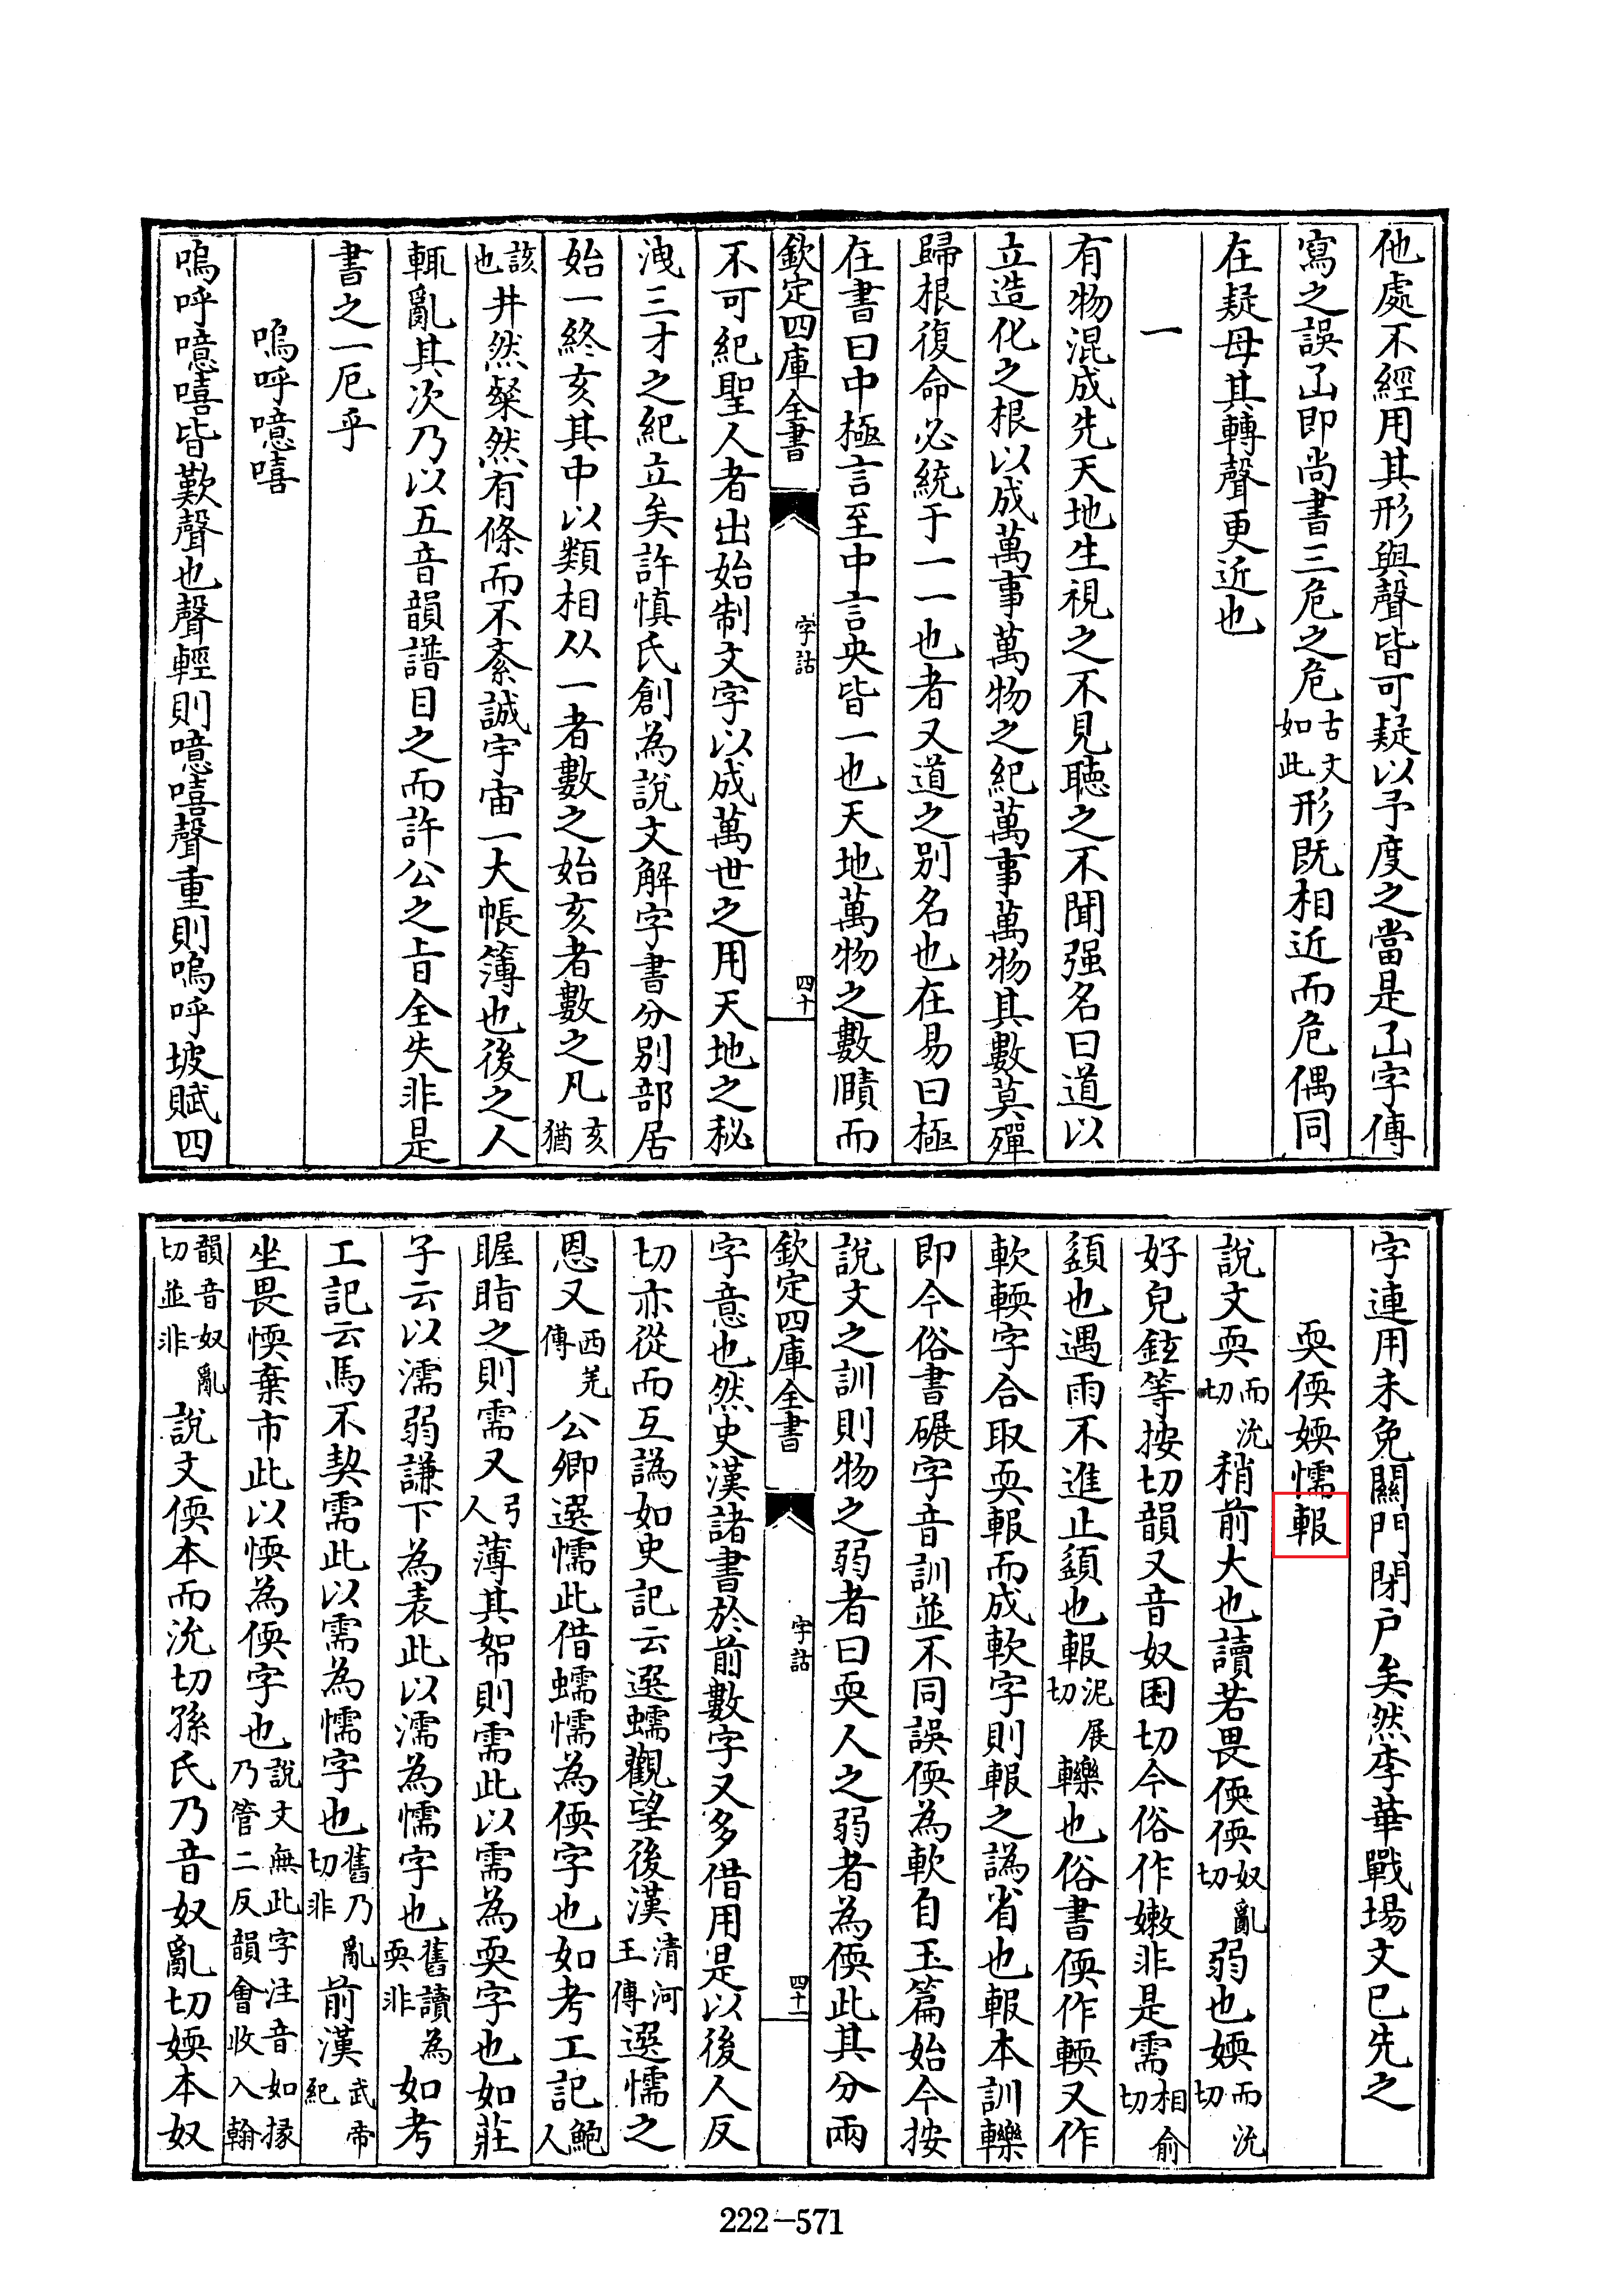 他處不經用其形與聲皆可疑以予度之當是字傳
寫之誤即尚書三危之危古文如此形既相近而危偶同
在疑母其轉聲更近也
一
有物混成先天地生視之不見聽之不聞强名曰道以
立造化之根以成萬事萬物之紀萬事萬物其數莫殫
歸根復命必統于一一也者又道之别名也在易曰極
在書曰中極言至中言央皆一也天地萬物之數賾而
欽定四庫全書
字詁
四十
不可紀聖人者出始制文字以成萬世之用天地之秘
洩三才之紀立矣許慎氏創為說文解字書分别部居
始一終亥其中以類相从一者數之始亥者數之凡亥猶
該也井然粲然有條而不紊誠宇宙一大帳簿也後之人
輒亂其次乃以五音韻譜目之而許公之旨全失非是
書之一厄乎
嗚呼噫嘻
嗚呼噫嘻皆歎聲也聲輕則噫嘻聲重則嗚呼坡賦四
字連用未免關門閉户矣然李華戰場文已先之
耎偄媆懦𨋚
說文耎而沇切稍前大也讀若畏偄偄奴亂切弱也媆而沇切
好皃鉉等按切韻又音奴困切今俗作嫩非是需相俞切
䇓也遇雨不進止䇓也𨋚泥展切轢也俗書偄作輭又作
軟輭字合取耎𨋚而成軟字則𨋚之譌省也𨋚本訓轢
即今俗書碾字音訓並不同誤偄為軟自玉篇始今按
說文之訓則物之弱者曰耎人之弱者為偄此其分兩
欽定四庫全書
字詁
四十一
字意也然史漢諸書於前數字又多借用是以後人反
切亦從而互譌如史記云選蠕觀望後漢清河王傳選懦之
恩又西羌傳公卿選懦此借蠕懦為偄字也如考工記鮑人
腛脂之則需又弓人薄其帤則需此以需為耎字也如莊
子云以濡弱謙下為表此以濡為懦字也舊讀為耎非如考
工記云馬不契需此以需為懦字也舊乃亂切非前漢武帝紀
坐畏愞棄市此以愞為偄字也說文無此字注音如掾乃管二反韻會收入翰
韻音奴亂切並非說文偄本而沇切孫氏乃音奴亂切媆本奴
222—571